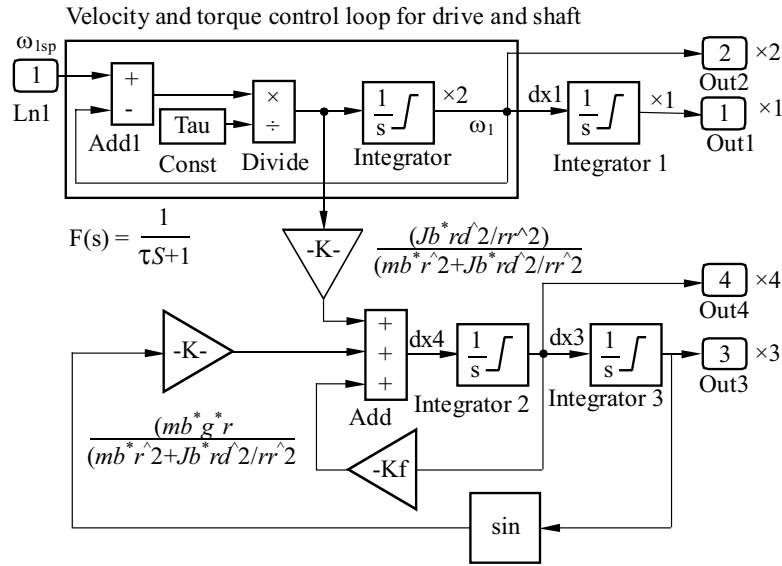 Velocity and torque control loop for drive and shaft
ω1sp
1
Ln1
+
-
Add1
Tau
Const
×
÷
Divide
1
s
×2
Integrator
ω1
dx1
1
s
×1
Integrator 1
2
×2
Out2
1
×1
Out1
F(s) = 1
τS+1
-K-
(Jb*rd^2/rr^2)
(mb*r^2+Jb*rd^2/rr^2
-K-
+
+
+
Add
dx4
1
s
Integrator 2
dx3
1
s
Integrator 3
4
×4
Out4
3
×3
Out3
(mb*g*r
(mb*r^2+Jb*rd^2/rr^2
-Kf
sin